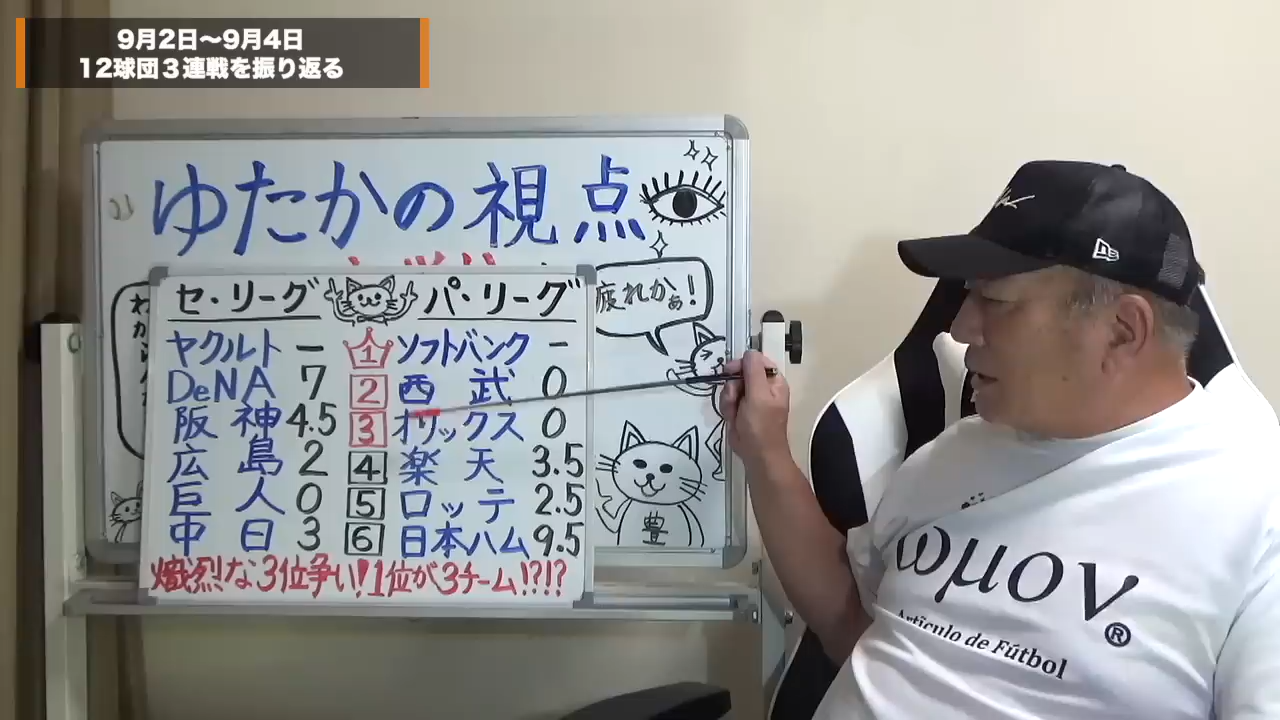 9月2日〜9月4日
12球団３連戦を振り返る
ゆたかの視点
疲れかぁ!
セ・リーグ パ・リーグ
ヤクルト ー 1 ソフトバンク ー
DeNA 7 2 西武 0
阪神 4.5 3 オリックス 0
広島 2 4 楽天 3.5
巨人 0 5 ロッテ 2.5
中日 3 6 日本ハム 9.5
熾烈な3位争い!1位が3チーム!?!?
豊
ωμον®
Artículo de Fútbol